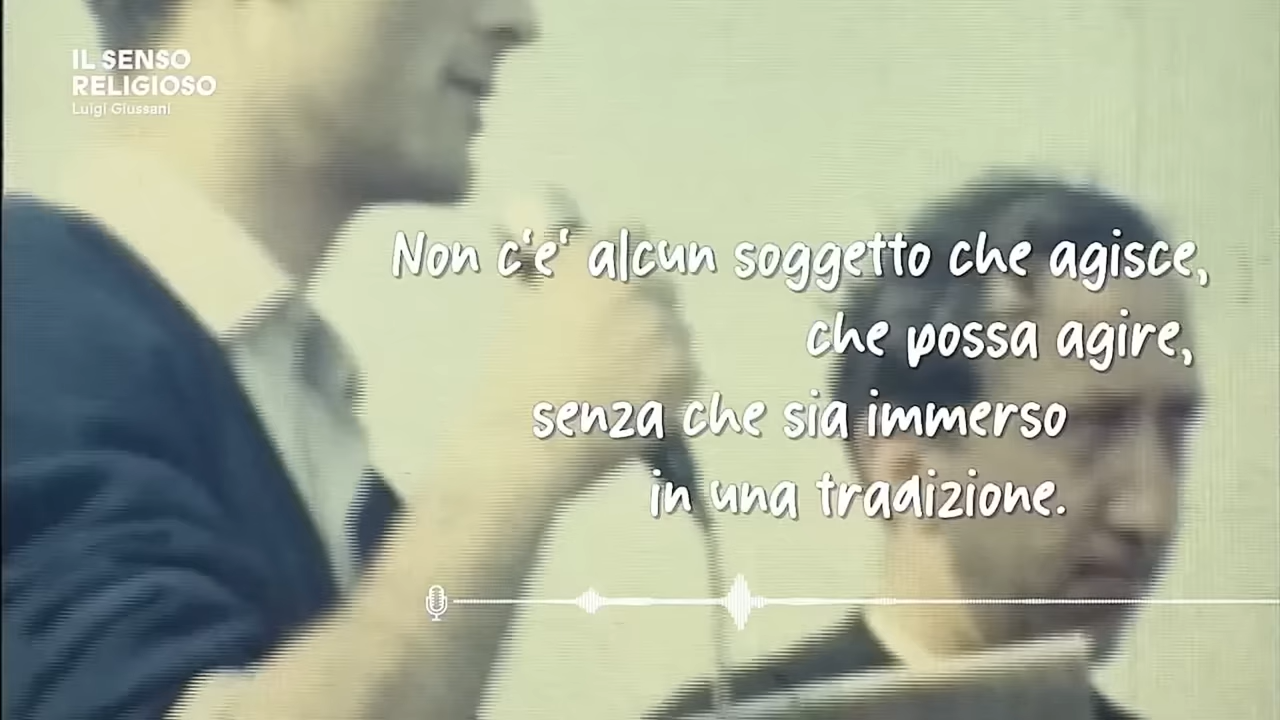 IL SENSO
RELIGIOSO
Luigi Giussani
Non c'e' alcun soggetto che agisce,
che possa agire,
senza che sia immerso
in una tradizione.